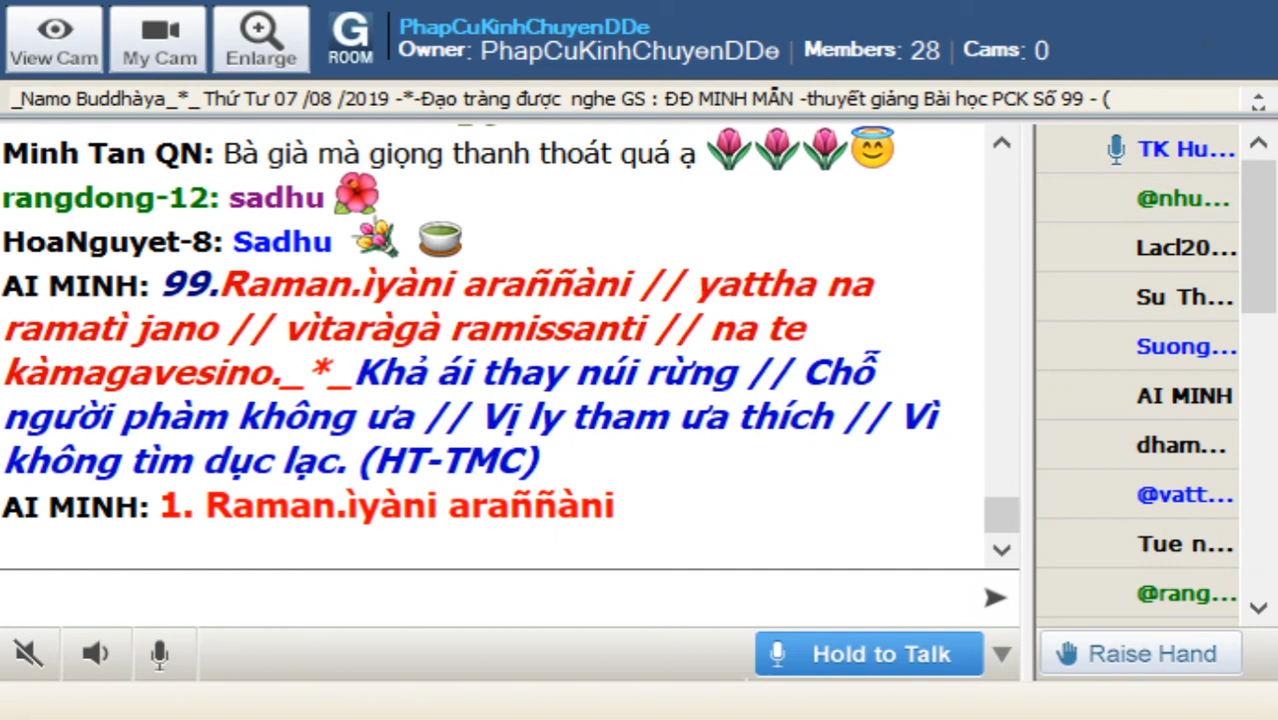 View Cam
My Cam
Enlarge
G
ROOM
PhapCuKinhChuyenDDe
Owner: PhapCuKinhChuyenDDe | Members: 28 | Cams: 0
_Namo Buddhàya_*_ Thứ Tư 07 /08 /2019 -*-Đạo tràng được nghe GS : ĐĐ MINH MẪN -thuyết giảng Bài học PCK Số 99 - (
Minh Tan QN: Bà già mà giọng thanh thoát quá ạ
rangdong-12: sadhu
HoaNguyet-8: Sadhu
AI MINH: 99.Raman.ìyàni araññàni // yattha na
ramatì jano // vìtaràgà ramissanti // na te
kàmagavesino._*_Khả ái thay núi rừng // Chỗ
người phàm không ưa // Vị ly tham ưa thích // Vì
không tìm dục lạc. (HT-TMC)
AI MINH: 1. Raman.ìyàni araññàni
TK Hu...
@nhu...
Lacl20...
Su Th...
Suong...
AI MINH
dham...
@vatt...
Tue n...
@rang...
Hold to Talk
Raise Hand